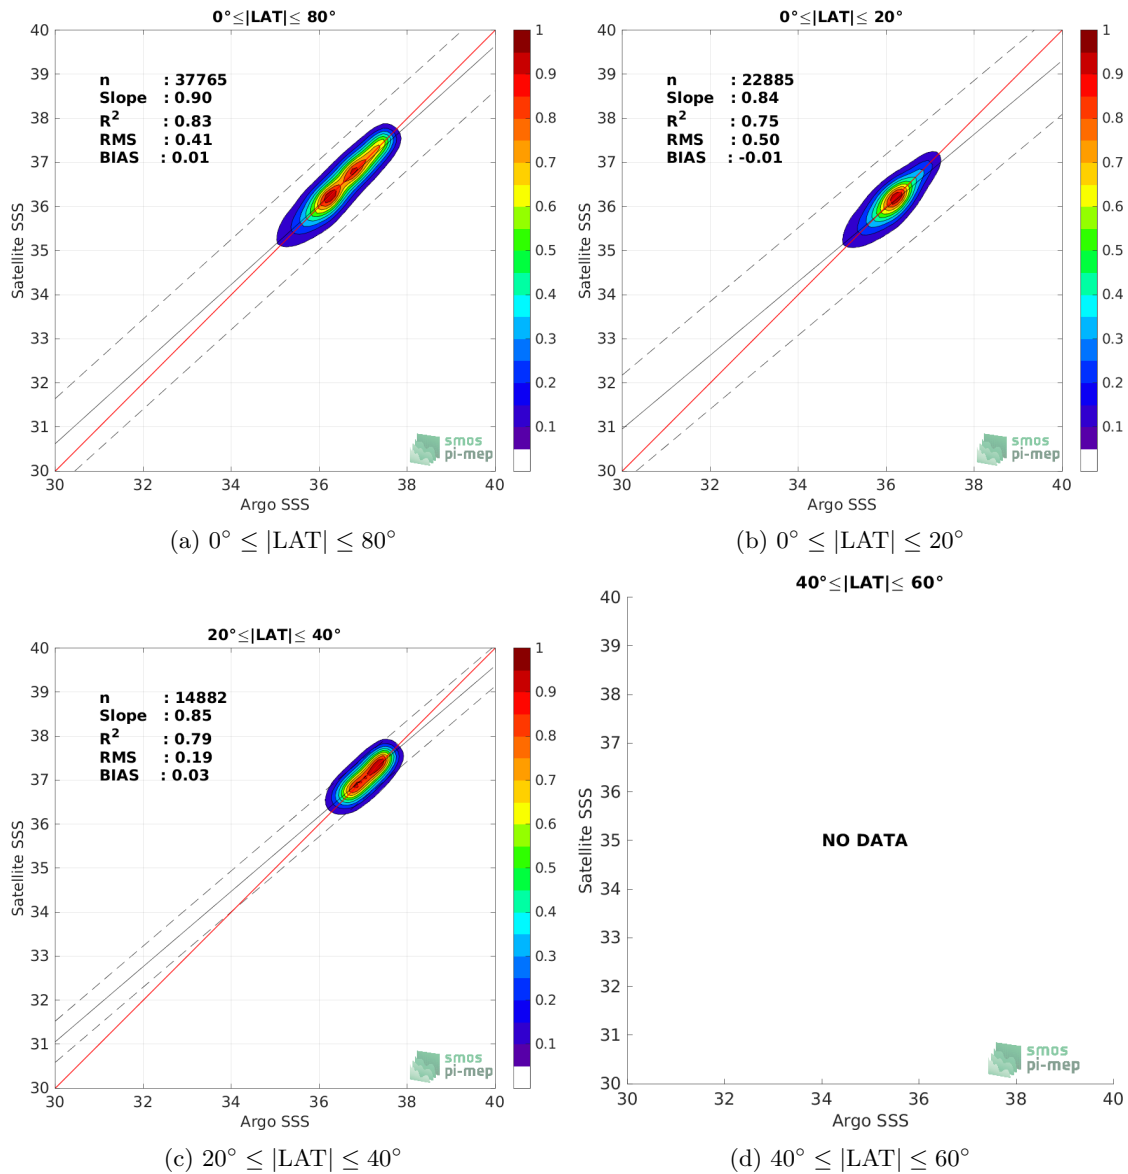 0°≤|LAT|≤ 80°
40
39
38
37
36
35
34
33
32
31
30
Satellite SSS
n : 37765
Slope : 0.90
R² : 0.83
RMS : 0.41
BIAS : 0.01
30 32 34 36 38 40
Argo SSS
1
0.9
0.8
0.7
0.6
0.5
0.4
0.3
0.2
0.1
smos
pi-mep
(a) 0° ≤ |LAT| ≤ 80°
0°≤|LAT|≤ 20°
40
39
38
37
36
35
34
33
32
31
30
Satellite SSS
n : 22885
Slope : 0.84
R² : 0.75
RMS : 0.50
BIAS : -0.01
30 32 34 36 38 40
Argo SSS
1
0.9
0.8
0.7
0.6
0.5
0.4
0.3
0.2
0.1
smos
pi-mep
(b) 0° ≤ |LAT| ≤ 20°
20°≤|LAT|≤ 40°
40
39
38
37
36
35
34
33
32
31
30
Satellite SSS
n : 14882
Slope : 0.85
R² : 0.79
RMS : 0.19
BIAS : 0.03
30 32 34 36 38 40
Argo SSS
1
0.9
0.8
0.7
0.6
0.5
0.4
0.3
0.2
0.1
smos
pi-mep
(c) 20° ≤ |LAT| ≤ 40°
40°≤|LAT|≤ 60°
40
39
38
37
36
35
34
33
32
31
30
Satellite SSS
NO DATA
30 32 34 36 38 40
Argo SSS
smos
pi-mep
(d) 40° ≤ |LAT| ≤ 60°